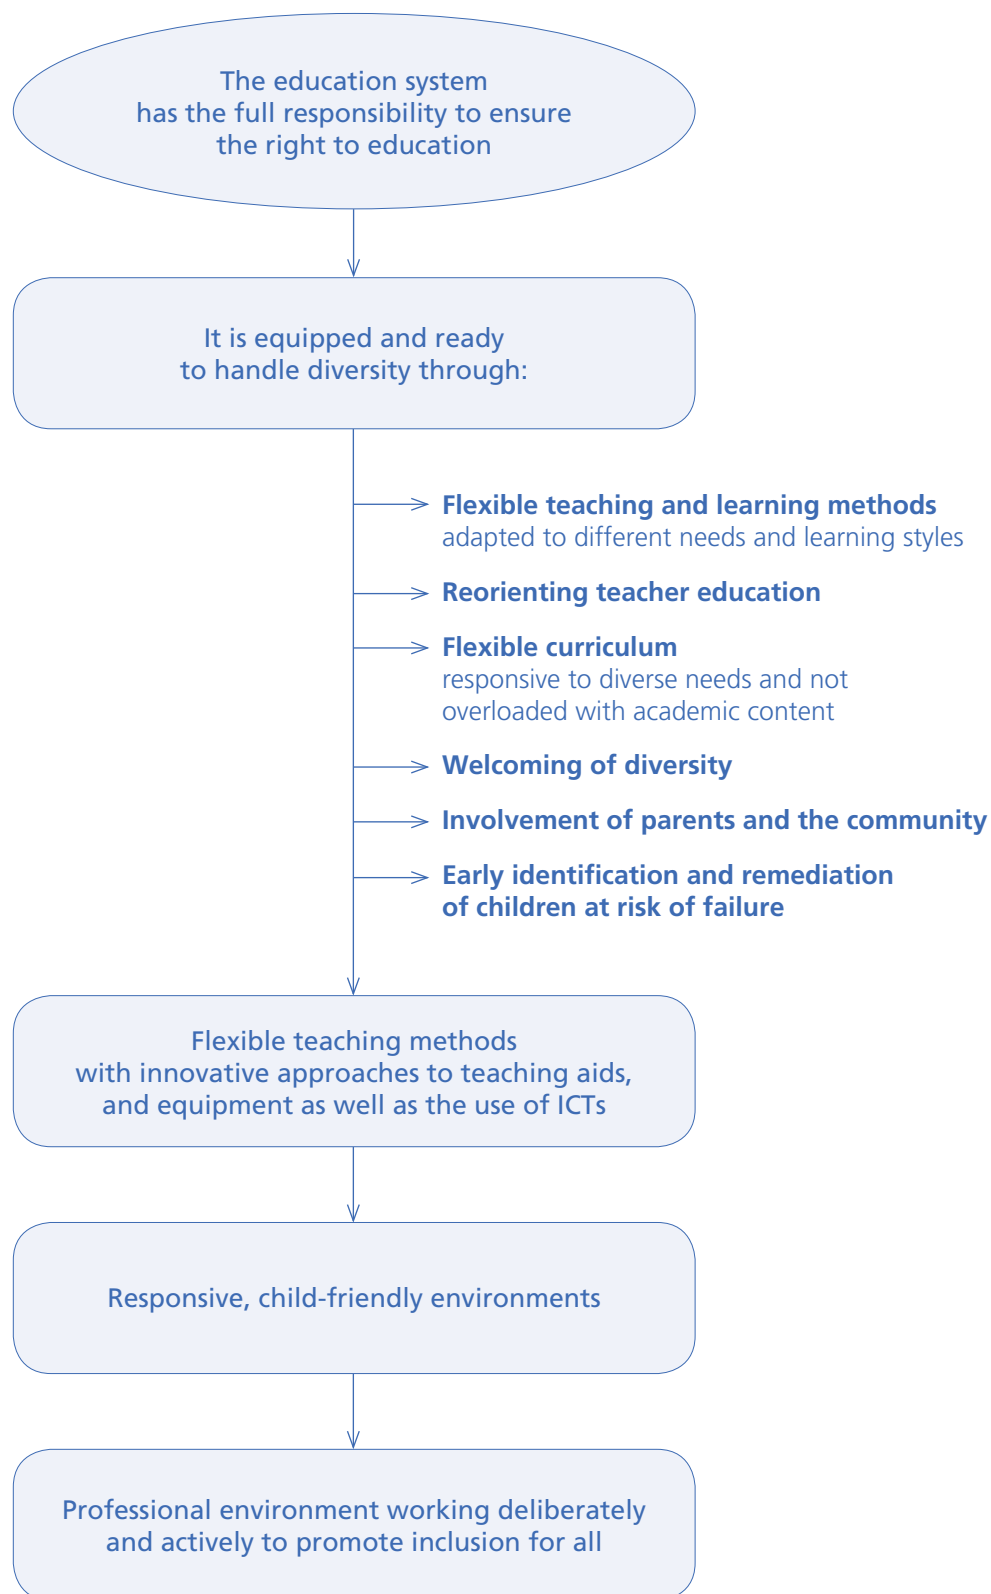 The education system
has the full responsibility to ensure
the right to education
It is equipped and ready
to handle diversity through:
Flexible teaching and learning methods
adapted to different needs and learning styles
Reorienting teacher education
Flexible curriculum
responsive to diverse needs and not
overloaded with academic content
Welcoming of diversity
Involvement of parents and the community
Early identification and remediation
of children at risk of failure
Flexible teaching methods
with innovative approaches to teaching aids,
and equipment as well as the use of ICTs
Responsive, child-friendly environments
Professional environment working deliberately
and actively to promote inclusion for all